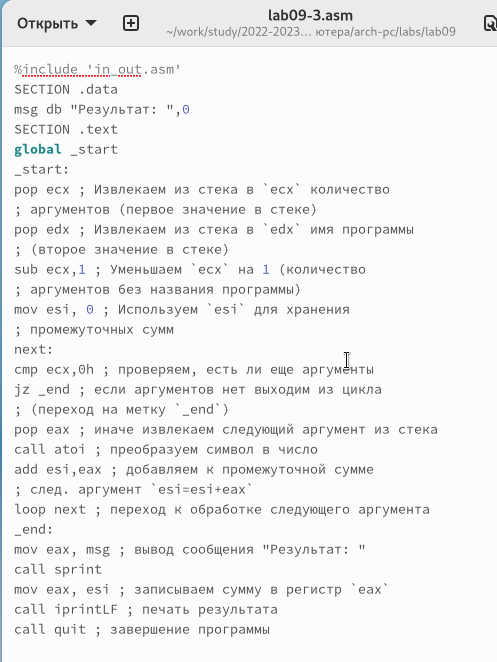 Открыть
lab09-3.asm
~/work/study/2022-2023… ютера/arch-pc/labs/lab09
%include 'in_out.asm'
SECTION .data
msg db "Результат: ",0
SECTION .text
global _start
_start:
pop ecx ; Извлекаем из стека в `ecx` количество
; аргументов (первое значение в стеке)
pop edx ; Извлекаем из стека в `edx` имя программы
; (второе значение в стеке)
sub ecx,1 ; Уменьшаем `ecx` на 1 (количество
; аргументов без названия программы)
mov esi, 0 ; Используем `esi` для хранения
; промежуточных сумм
next:
cmp ecx,0h ; проверяем, есть ли еще аргументы
jz _end ; если аргументов нет выходим из цикла
; (переход на метку `_end`)
pop eax ; иначе извлекаем следующий аргумент из стека
call atoi ; преобразуем символ в число
add esi,eax ; добавляем к промежуточной сумме
; след. аргумент `esi=esi+eax`
loop next ; переход к обработке следующего аргумента
_end:
mov eax, msg ; вывод сообщения "Результат: "
call sprint
mov eax, esi ; записываем сумму в регистр `eax`
call iprintLF ; печать результата
call quit ; завершение программы